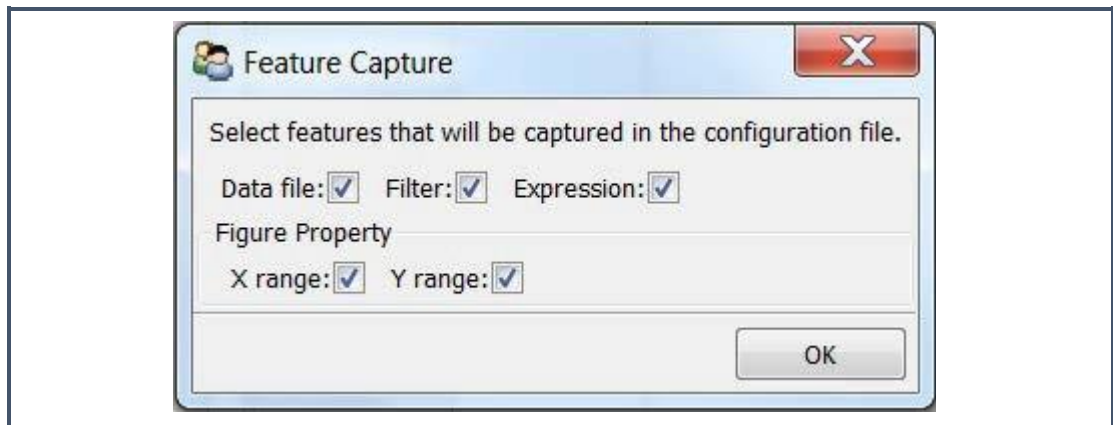 Feature Capture
Select features that will be captured in the configuration file.
Data file: Filter: Expression:
Figure Property
X range: Y range:
OK